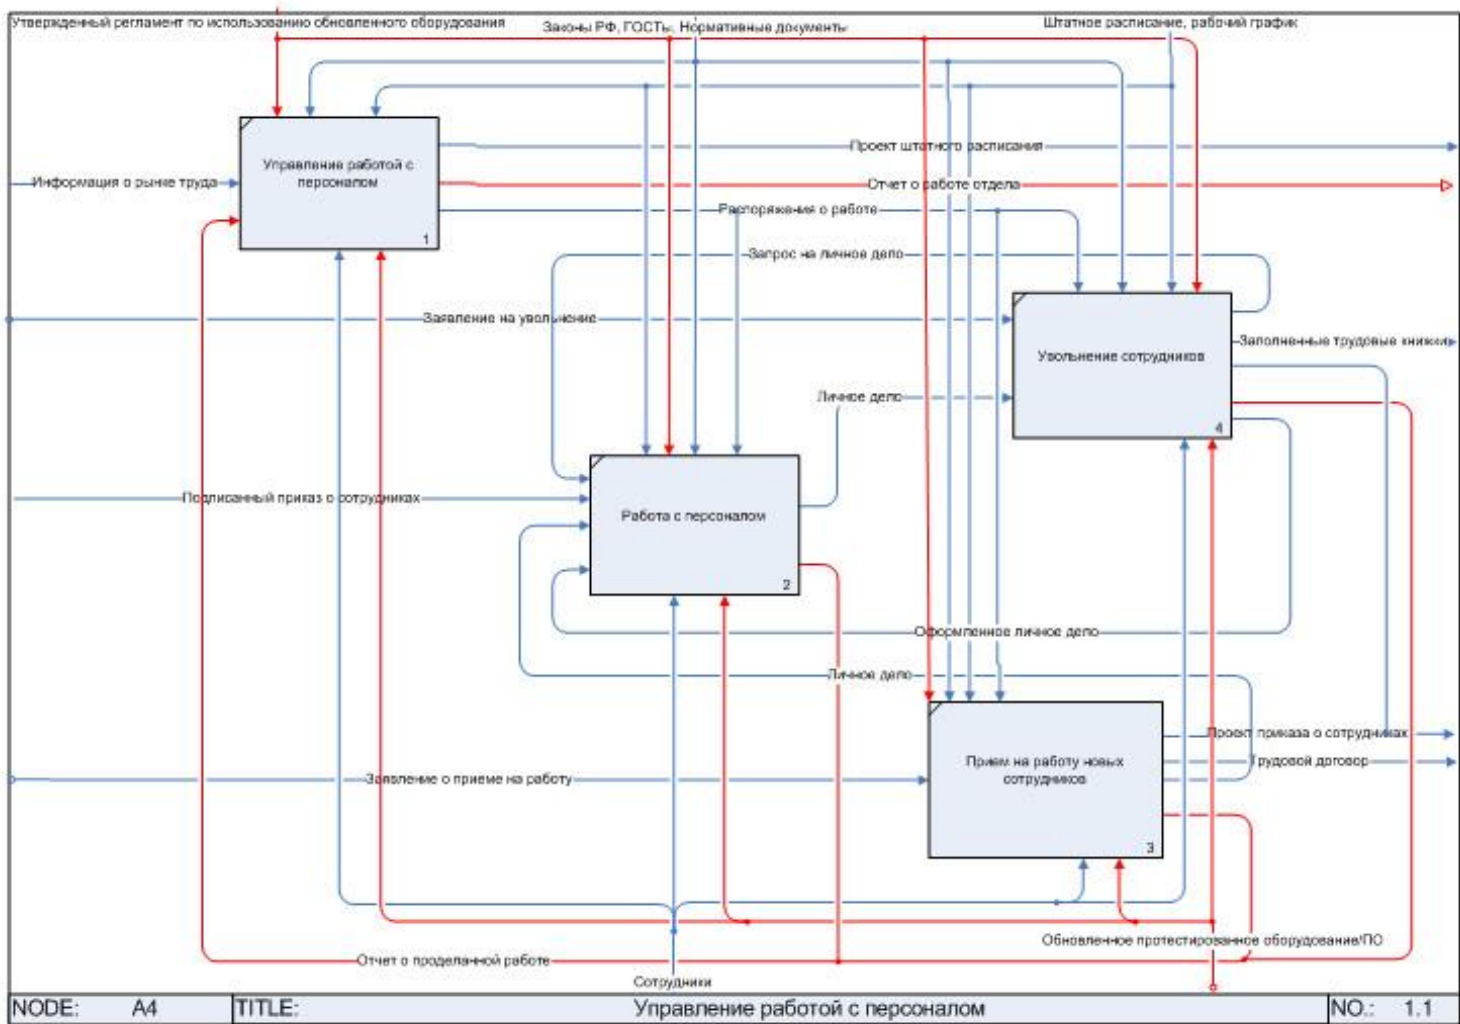 Утвержденный регламент по использованию обновленного оборудования
Законы РФ, ГОСТы, Нормативные документы
Штатное расписание, рабочий график
Управление работой с
персоналом
1
Проект штатного расписания
Информация о рынке труда
Отчет о работе отдела
Распоряжения о работе
Запрос на личное дело
Заявление на увольнение
Заполненные трудовые книжки
Увольнение сотрудников
4
Личное дело
Подписанный приказ о сотрудниках
Работа с персоналом
2
Оформленное личное дело
Личное дело
Проект приказа о сотрудниках
Трудовой договор
Заявление о приеме на работу
Прием на работу новых
сотрудников
3
Обновленное протестированное оборудование/ПО
Отчет о проделанной работе
Сотрудники
NODE: A4 TITLE: Управление работой с персоналом NO.: 1.1